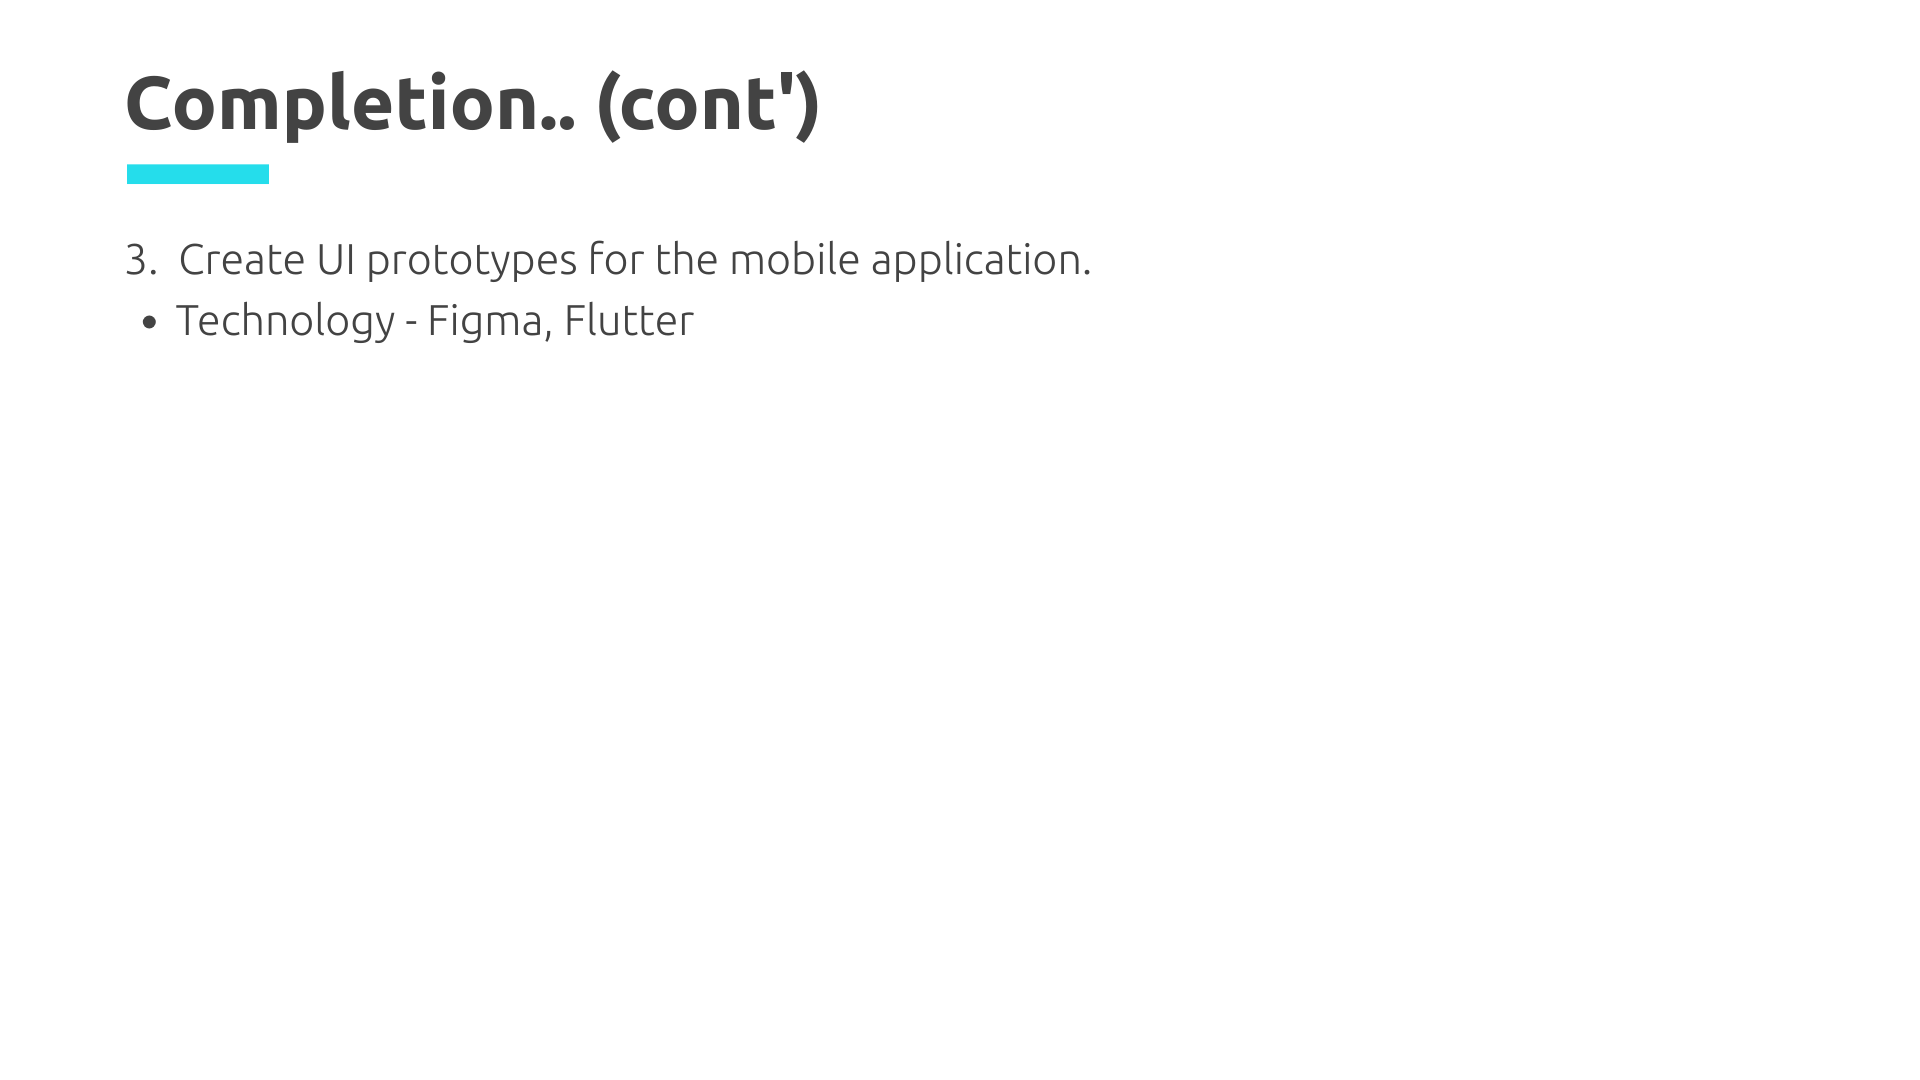 Completion.. (cont')
3. Create UI prototypes for the mobile application.
• Technology - Figma, Flutter